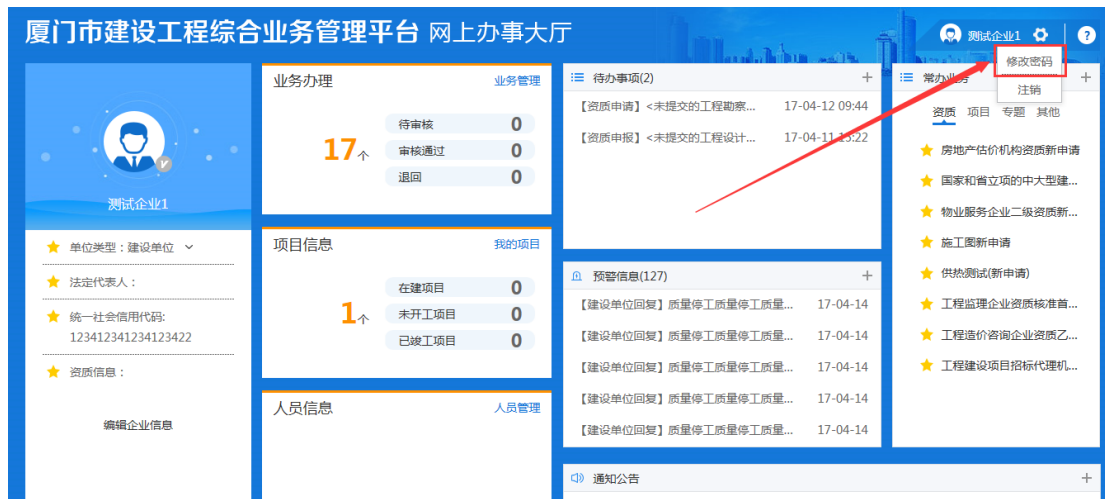 厦门市建设工程综合业务管理平台 网上办事大厅
测试企业1
?
修改密码
注销
测试企业1
单位类型：建设单位
法定代表人：
统一社会信用代码:
123412341234123422
资质信息：
编辑企业信息
业务办理 业务管理
17个
待审核 0
审核通过 0
退回 0
项目信息 我的项目
1个
在建项目 0
未开工项目 0
已竣工项目 0
人员信息 人员管理
待办事项(2) +
【资质申请】<未提交的工程勘察... 17-04-12 09:44
【资质申报】<未提交的工程设计... 17-04-11 15:22
预警信息(127) +
【建设单位回复】质量停工质量停工质量... 17-04-14
【建设单位回复】质量停工质量停工质量... 17-04-14
【建设单位回复】质量停工质量停工质量... 17-04-14
【建设单位回复】质量停工质量停工质量... 17-04-14
【建设单位回复】质量停工质量停工质量... 17-04-14
通知公告 +
常办业务 +
资质 项目 专题 其他
房地产估价机构资质新申请
国家和省立项的中大型建...
物业服务企业二级资质新...
施工图新申请
供热测试(新申请)
工程监理企业资质核准首...
工程造价咨询企业资质乙...
工程建设项目招标代理机...